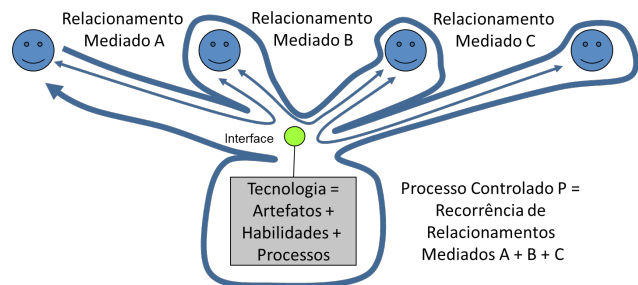 Relacionamento
Mediado A
Relacionamento
Mediado B
Relacionamento
Mediado C
Interface
Tecnologia =
Artefatos +
Habilidades +
Processos
Processo Controlado P =
Recorrência de
Relacionamentos
Mediados A + B + C